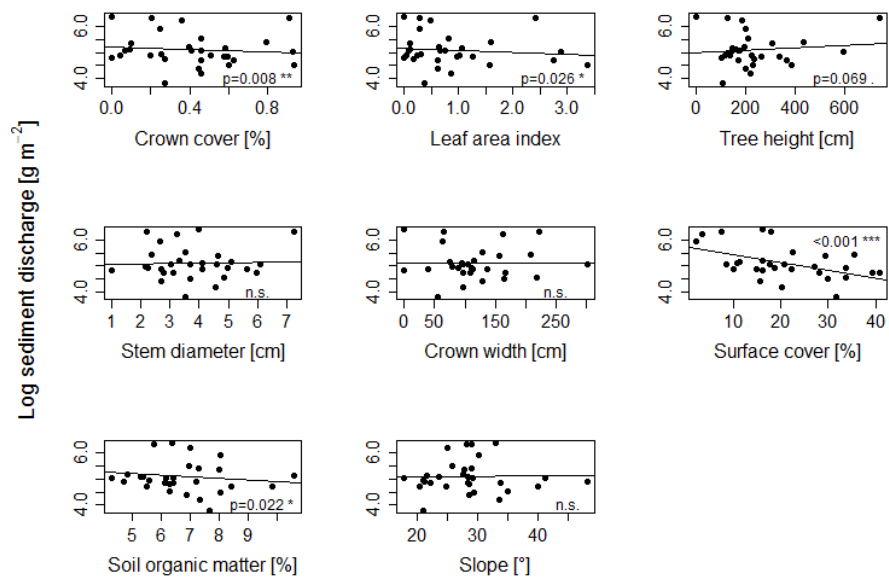 Log sediment discharge [g m⁻²]
6.0
4.0
p=0.008 **
0.0 0.4 0.8
Crown cover [%]
6.0
4.0
p=0.026 *
0.0 1.0 2.0 3.0
Leaf area index
6.0
4.0
p=0.069 .
0 200 400 600
Tree height [cm]
6.0
4.0
n.s.
1 2 3 4 5 6 7
Stem diameter [cm]
6.0
4.0
n.s.
0 50 150 250
Crown width [cm]
6.0
4.0
<0.001 ***
10 20 30 40
Surface cover [%]
6.0
4.0
p=0.022 *
5 6 7 8 9
Soil organic matter [%]
6.0
4.0
n.s.
20 30 40
Slope [°]